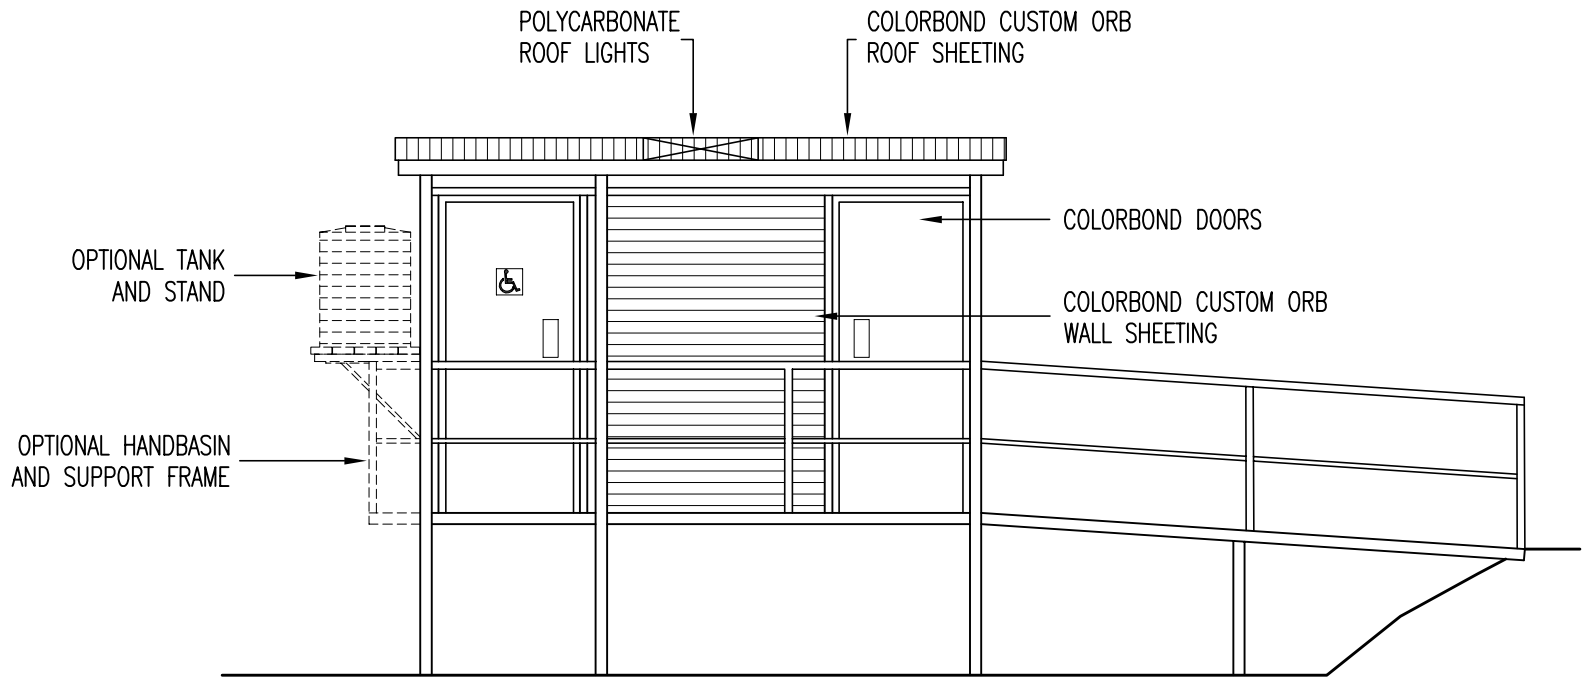 POLYCARBONATE
ROOF LIGHTS
COLORBOND CUSTOM ORB
ROOF SHEETING
COLORBOND DOORS
OPTIONAL TANK
AND STAND
COLORBOND CUSTOM ORB
WALL SHEETING
OPTIONAL HANDBASIN
AND SUPPORT FRAME